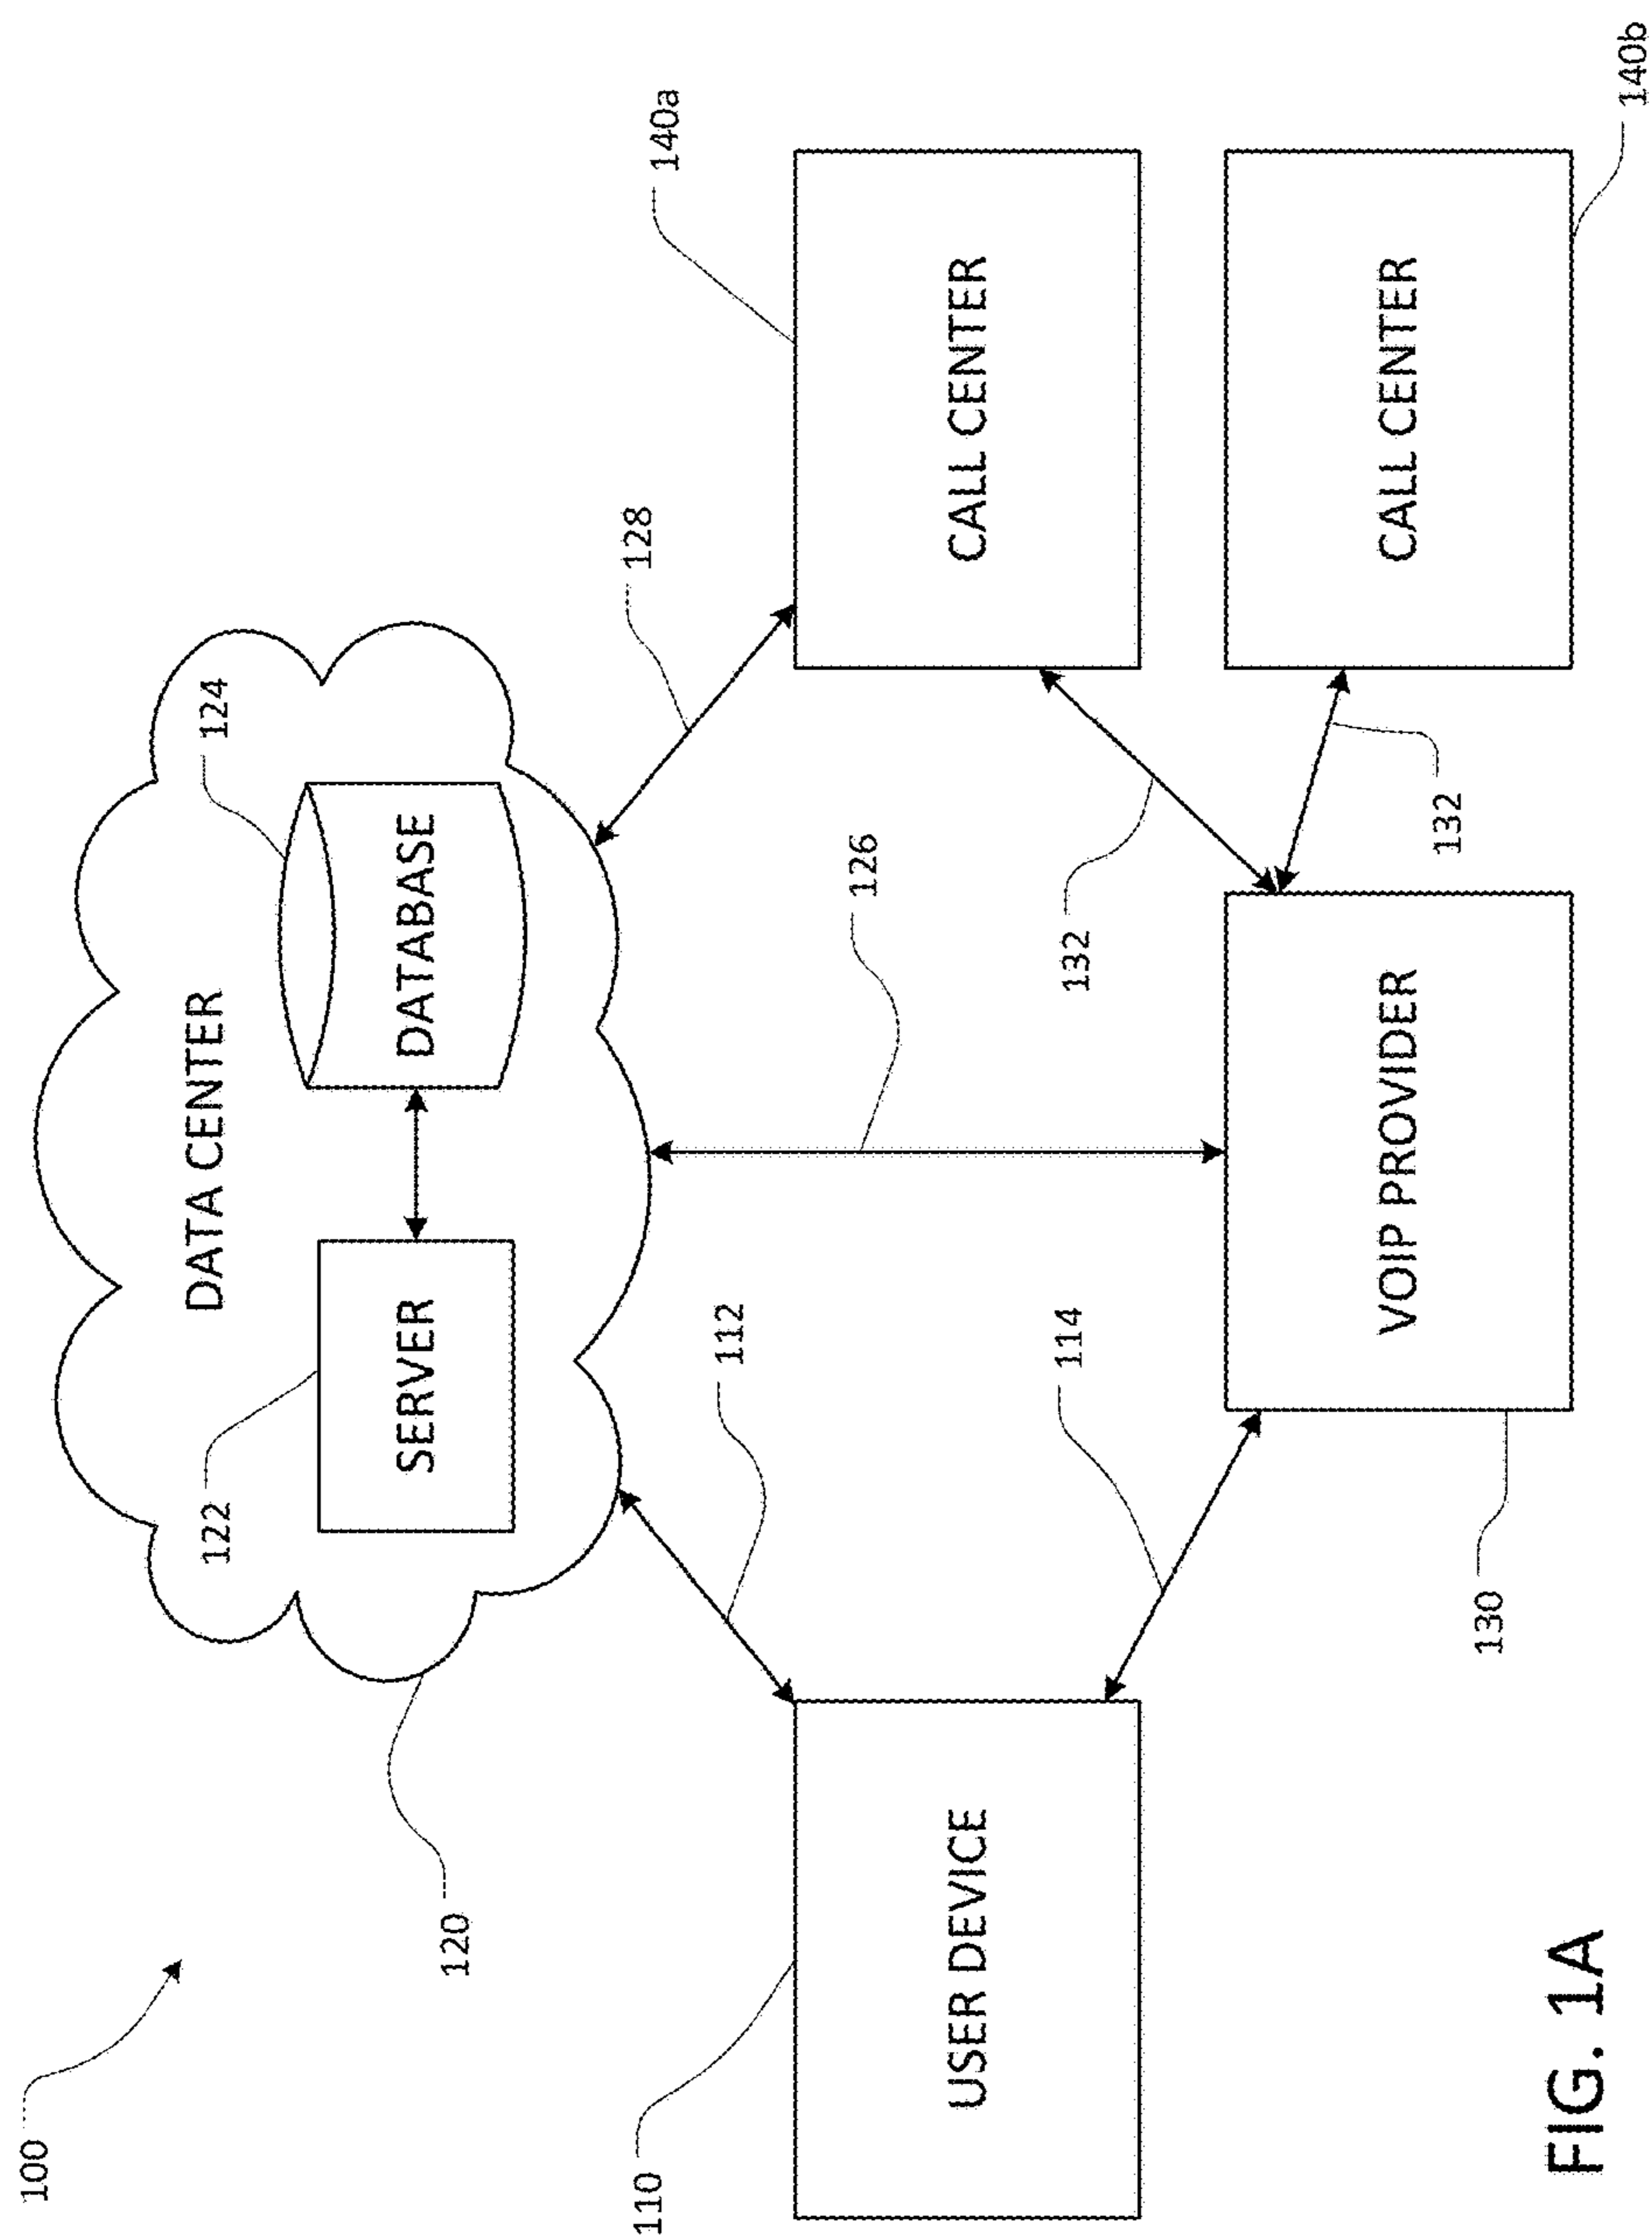 100
120
122
124
DATA CENTER
SERVER
DATABASE
128
140a
110
112
126
USER DEVICE
114
132
CALL CENTER
130
VOIP PROVIDER
132
CALL CENTER
140b
FIG. 1A